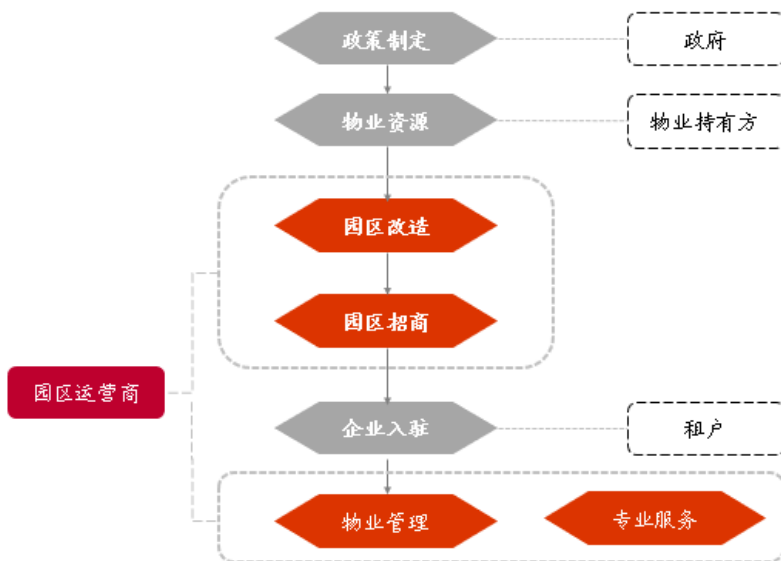 政策制定
政府
物业资源
物业持有方
园区改造
园区招商
园区运营商
企业入驻
租户
物业管理
专业服务